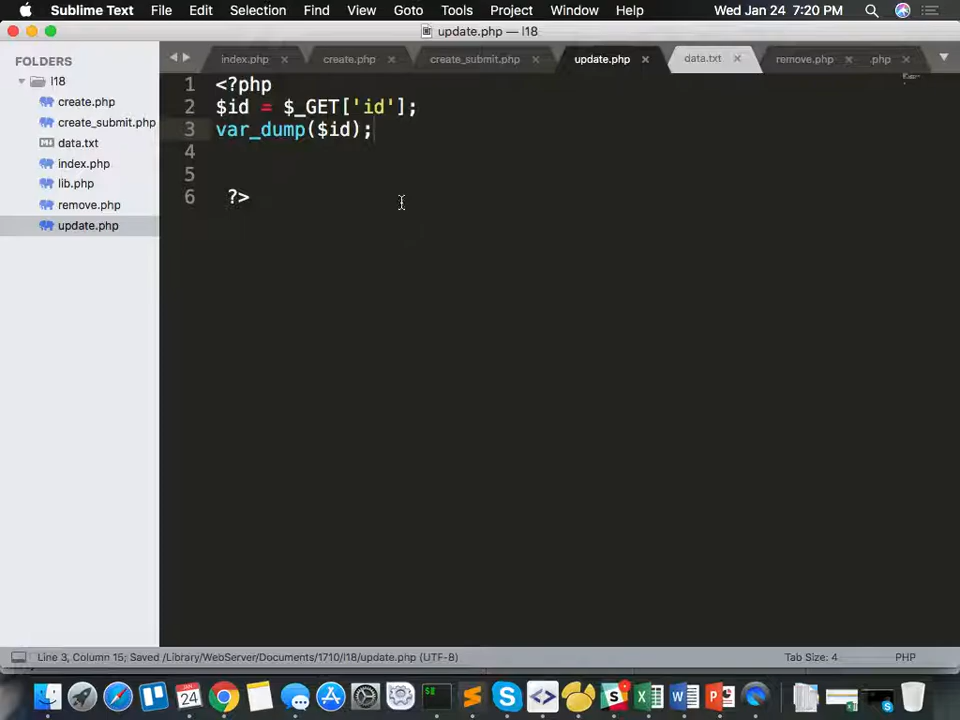 Sublime Text File Edit Selection Find View Goto Tools Project Window Help Wed Jan 24 7:20 PM
update.php — l18
FOLDERS
l18
create.php
create_submit.php
data.txt
index.php
lib.php
remove.php
update.php
index.php create.php create_submit.php update.php data.txt remove.php .php
1 <?php
2 $id = $_GET['id'];
3 var_dump($id);
4
5
6 ?>
Line 3, Column 15; Saved /Library/WebServer/Documents/1710/l18/update.php (UTF-8) Tab Size: 4 PHP
JAN
24